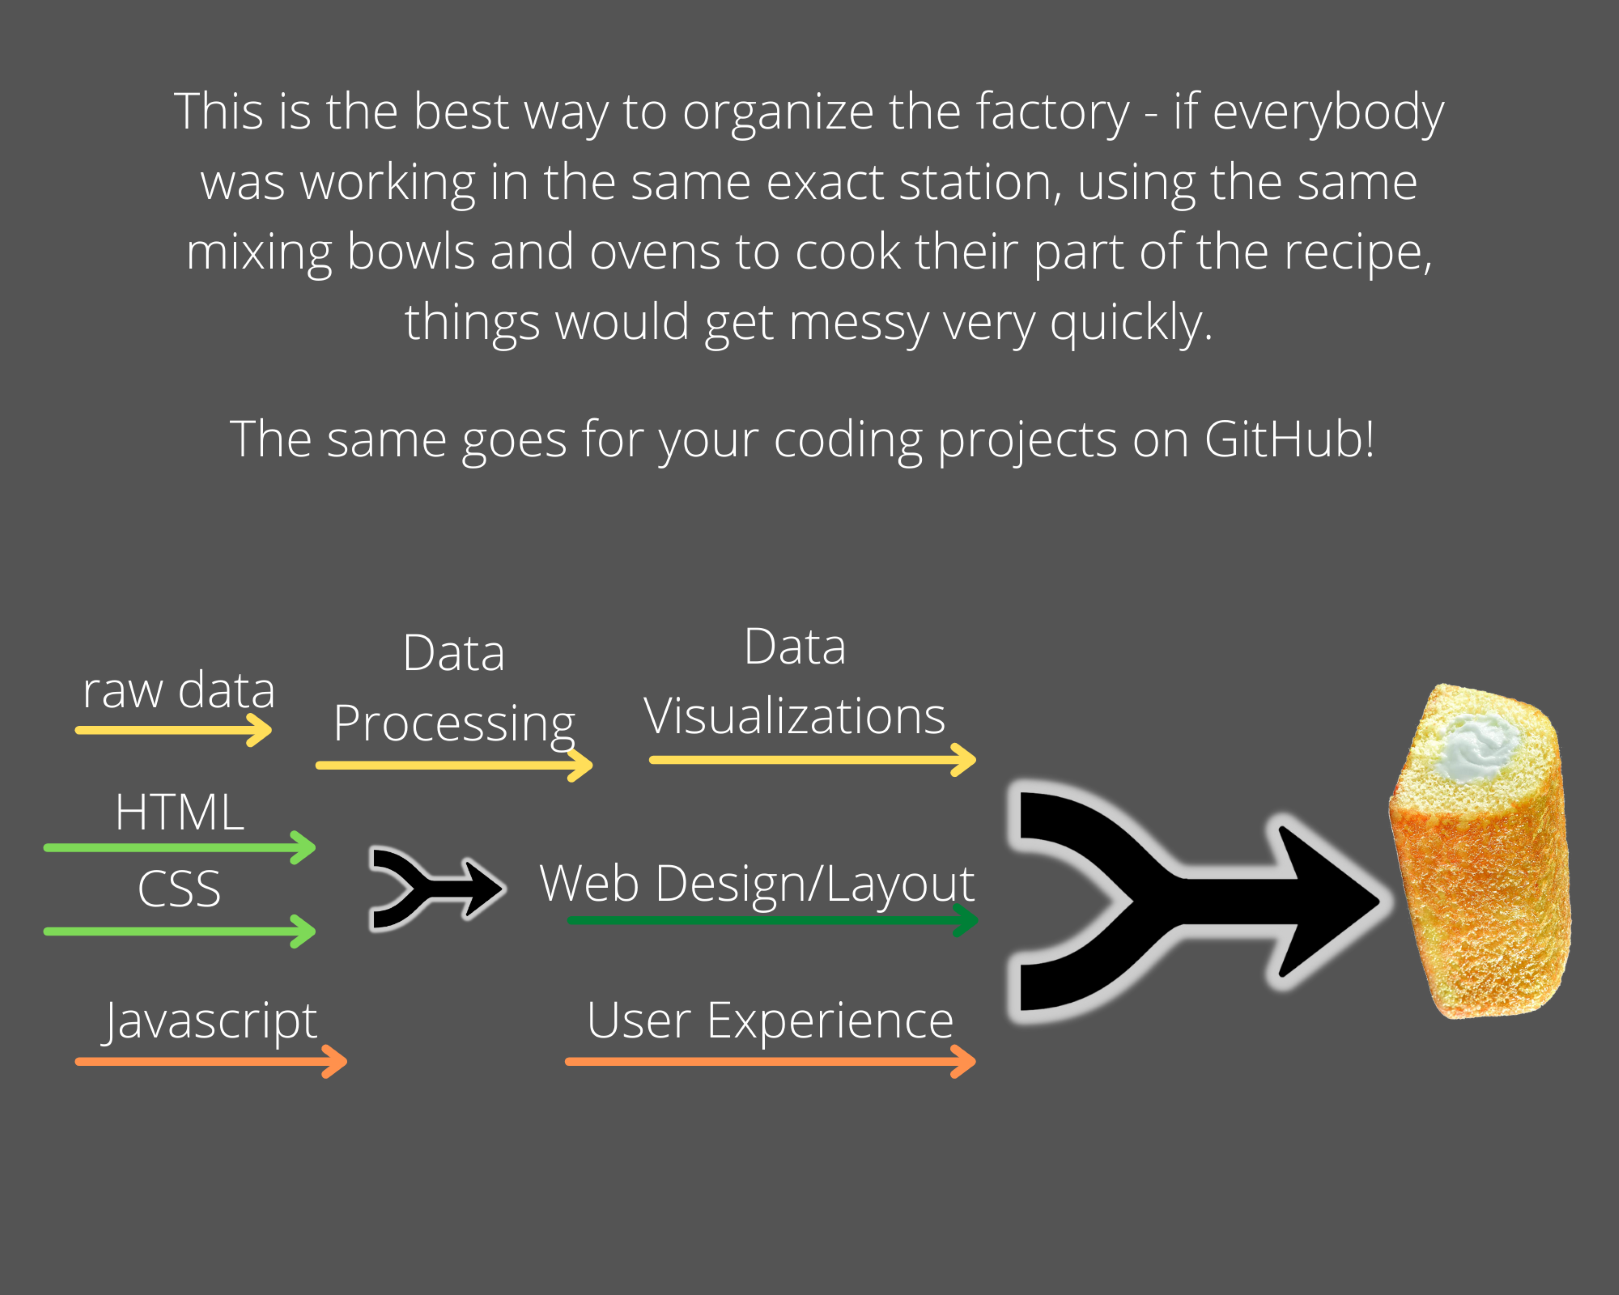 This is the best way to organize the factory - if everybody
was working in the same exact station, using the same
mixing bowls and ovens to cook their part of the recipe,
things would get messy very quickly.
The same goes for your coding projects on GitHub!
raw data
Data
Processing
Data
Visualizations
HTML
CSS
Web Design/Layout
Javascript
User Experience